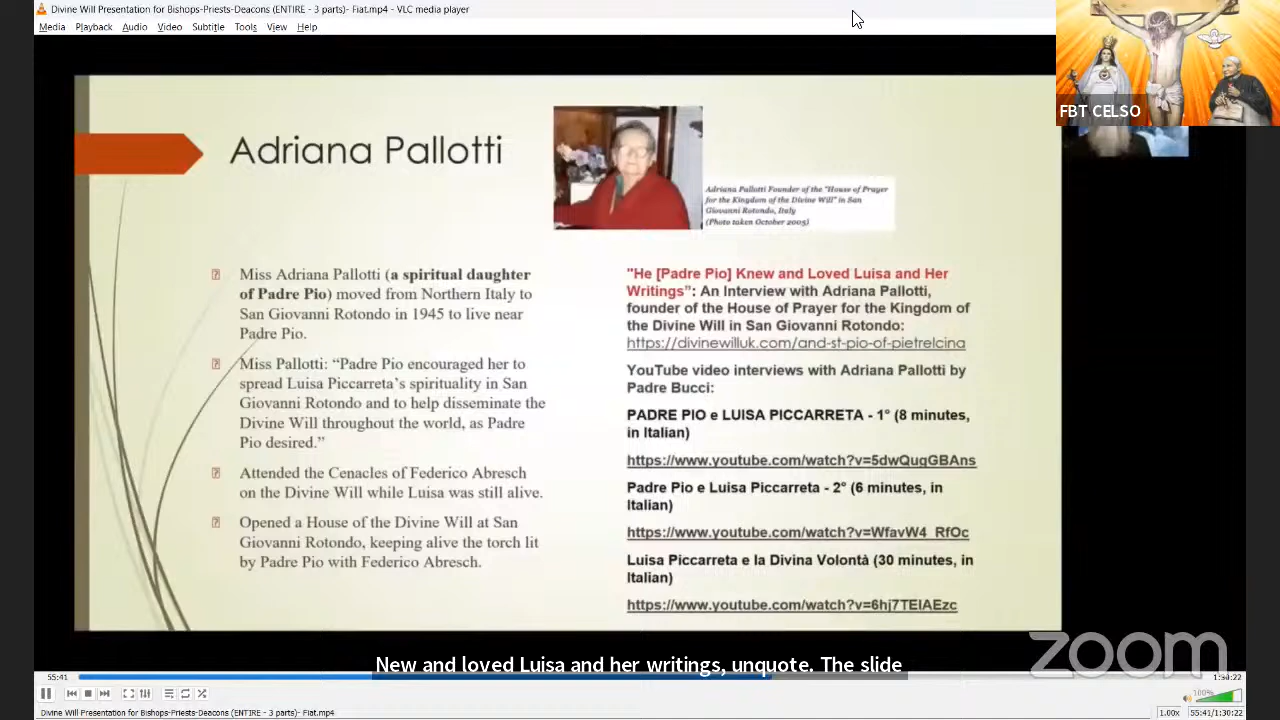 Divine Will Presentation for Bishops-Priests-Deacons (ENTIRE - 3 parts)- Fiat.mp4 - VLC media player
Media Playback Audio Video Subtitle Tools View Help
FBT CELSO
Adriana Pallotti
Adriana Pallotti Founder of the "House of Prayer
for the Kingdom of the Divine Will" in San
Giovanni Rotondo, Italy
(Photo taken October 2005)
Miss Adriana Pallotti (a spiritual daughter
of Padre Pio) moved from Northern Italy to
San Giovanni Rotondo in 1945 to live near
Padre Pio.
Miss Pallotti: “Padre Pio encouraged her to
spread Luisa Piccarreta’s spirituality in San
Giovanni Rotondo and to help disseminate the
Divine Will throughout the world, as Padre
Pio desired.”
Attended the Cenacles of Federico Abresch
on the Divine Will while Luisa was still alive.
Opened a House of the Divine Will at San
Giovanni Rotondo, keeping alive the torch lit
by Padre Pio with Federico Abresch.
"He [Padre Pio] Knew and Loved Luisa and Her
Writings”: An Interview with Adriana Pallotti,
founder of the House of Prayer for the Kingdom of
the Divine Will in San Giovanni Rotondo:
https://divinewilluk.com/and-st-pio-of-pietrelcina
YouTube video interviews with Adriana Pallotti by
Padre Bucci:
PADRE PIO e LUISA PICCARRETA - 1° (8 minutes,
in Italian)
https://www.youtube.com/watch?v=5dwQugGBAns
Padre Pio e Luisa Piccarreta - 2° (6 minutes, in
Italian)
https://www.youtube.com/watch?v=WfavW4_RfOc
Luisa Piccarreta e la Divina Volontà (30 minutes, in
Italian)
https://www.youtube.com/watch?v=6hj7TEIAEzc
zoom
New and loved Luisa and her writings, unquote. The slide
55:41 1:30:22
100%
Divine Will Presentation for Bishops-Priests-Deacons (ENTIRE - 3 parts)- Fiat.mp4 1.00x 55:41/1:30:22